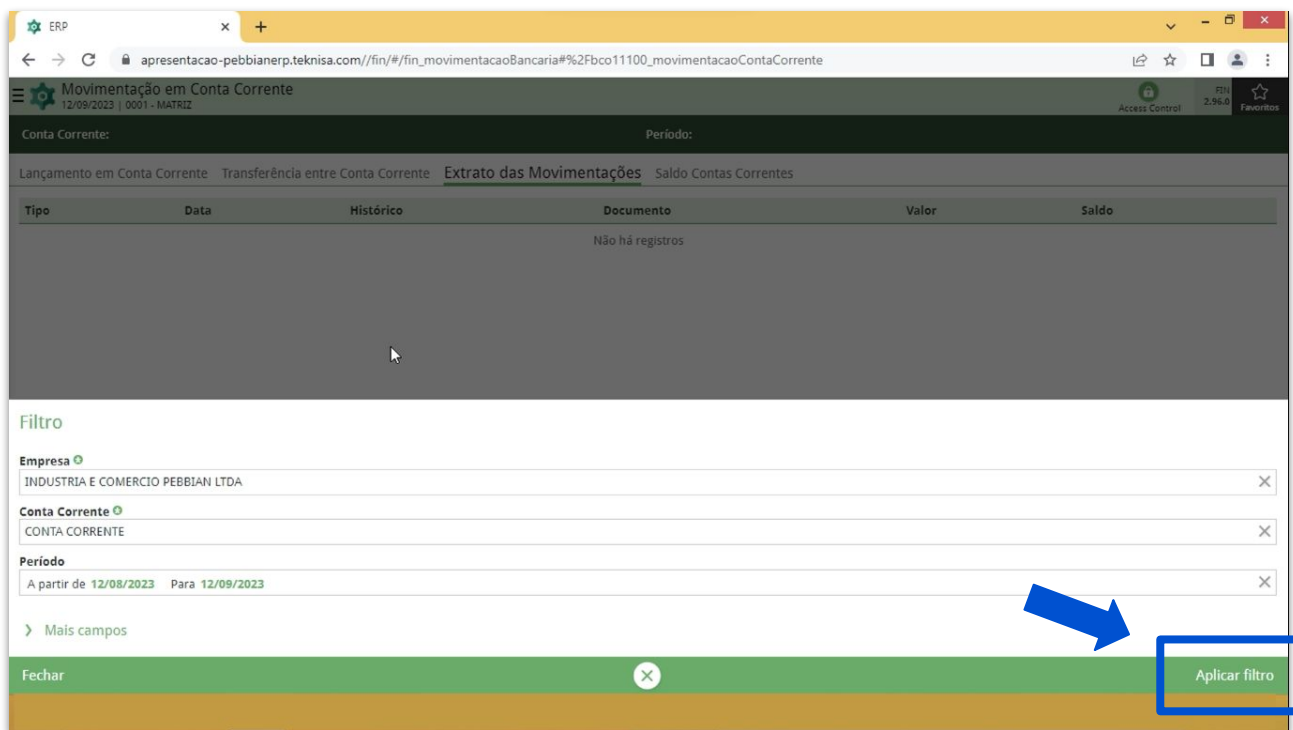 ERP
apresentacao-pebbianerp.teknisa.com//fin/#/fin_movimentacaoBancaria#%2Fbco11100_movimentacaoContaCorrente
Movimentação em Conta Corrente
12/09/2023 | 0001 - MATRIZ
Access Control
FIN
2.96.0
Favoritos
Conta Corrente: Período:
Lançamento em Conta Corrente Transferência entre Conta Corrente Extrato das Movimentações Saldo Contas Correntes
Tipo Data Histórico Documento Valor Saldo
Não há registros
Filtro
Empresa
INDUSTRIA E COMERCIO PEBBIAN LTDA
Conta Corrente
CONTA CORRENTE
Período
A partir de 12/08/2023 Para 12/09/2023
Mais campos
Fechar Aplicar filtro